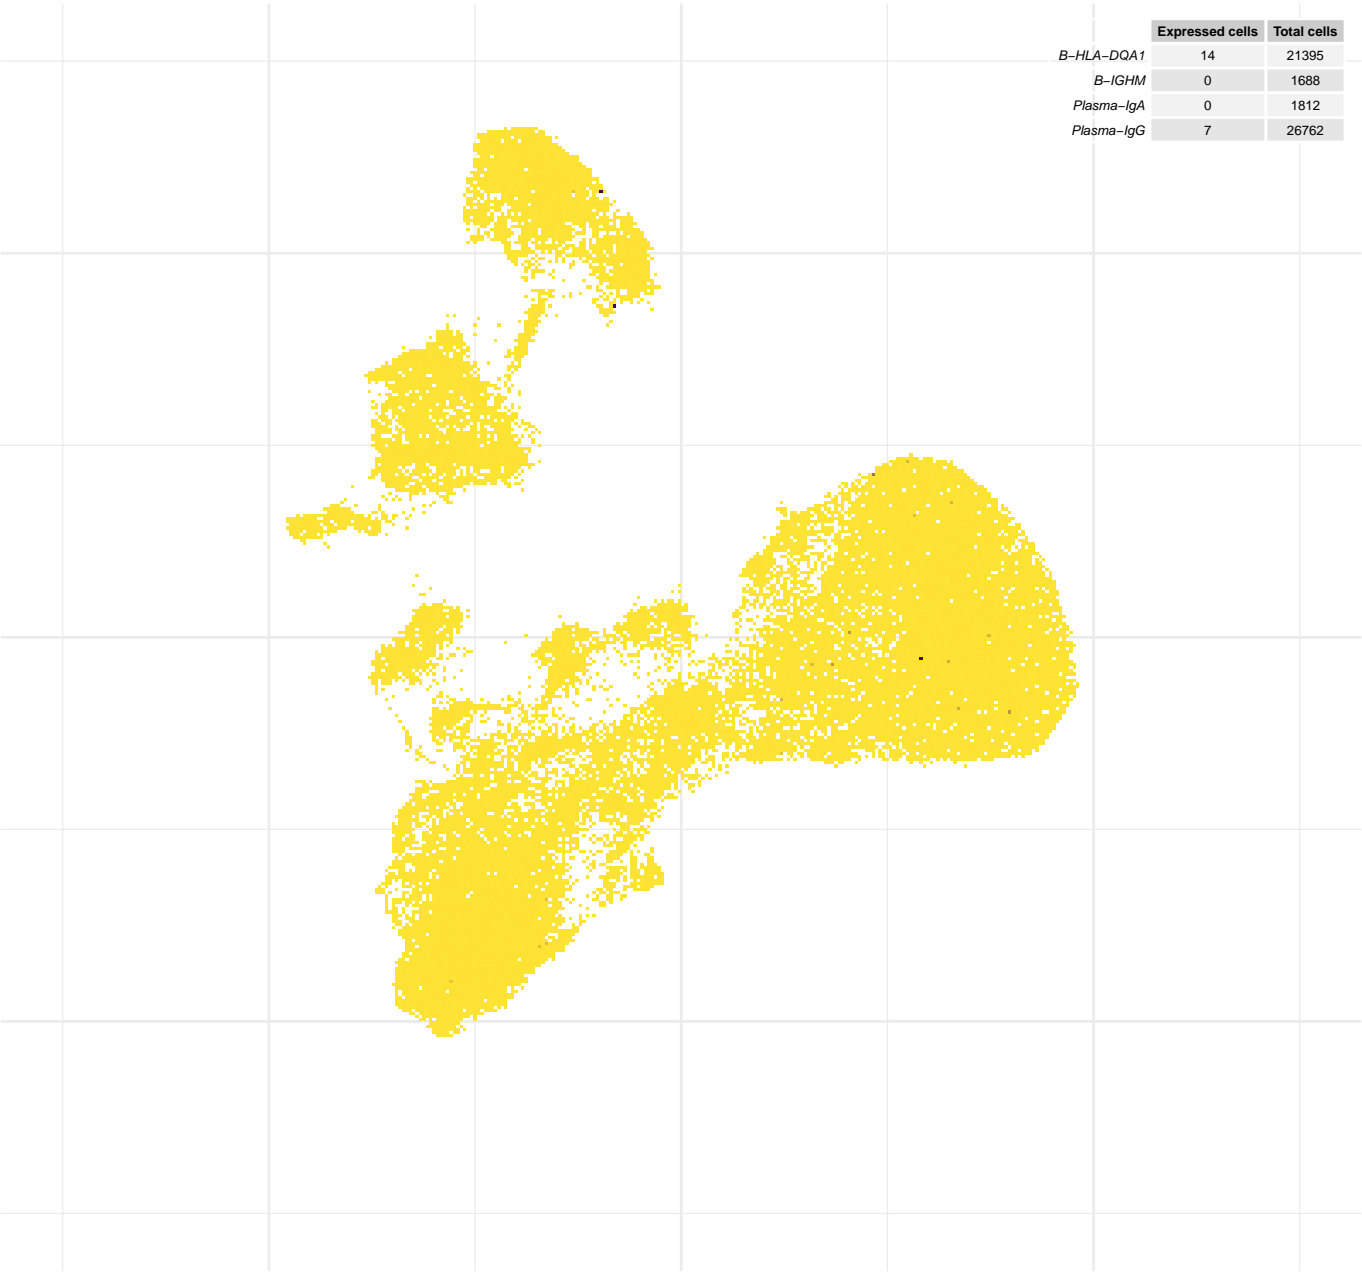 Expressed cells Total cells
B−HLA−DQA1 14 21395
B−IGHM 0 1688
Plasma−IgA 0 1812
Plasma−IgG 7 26762